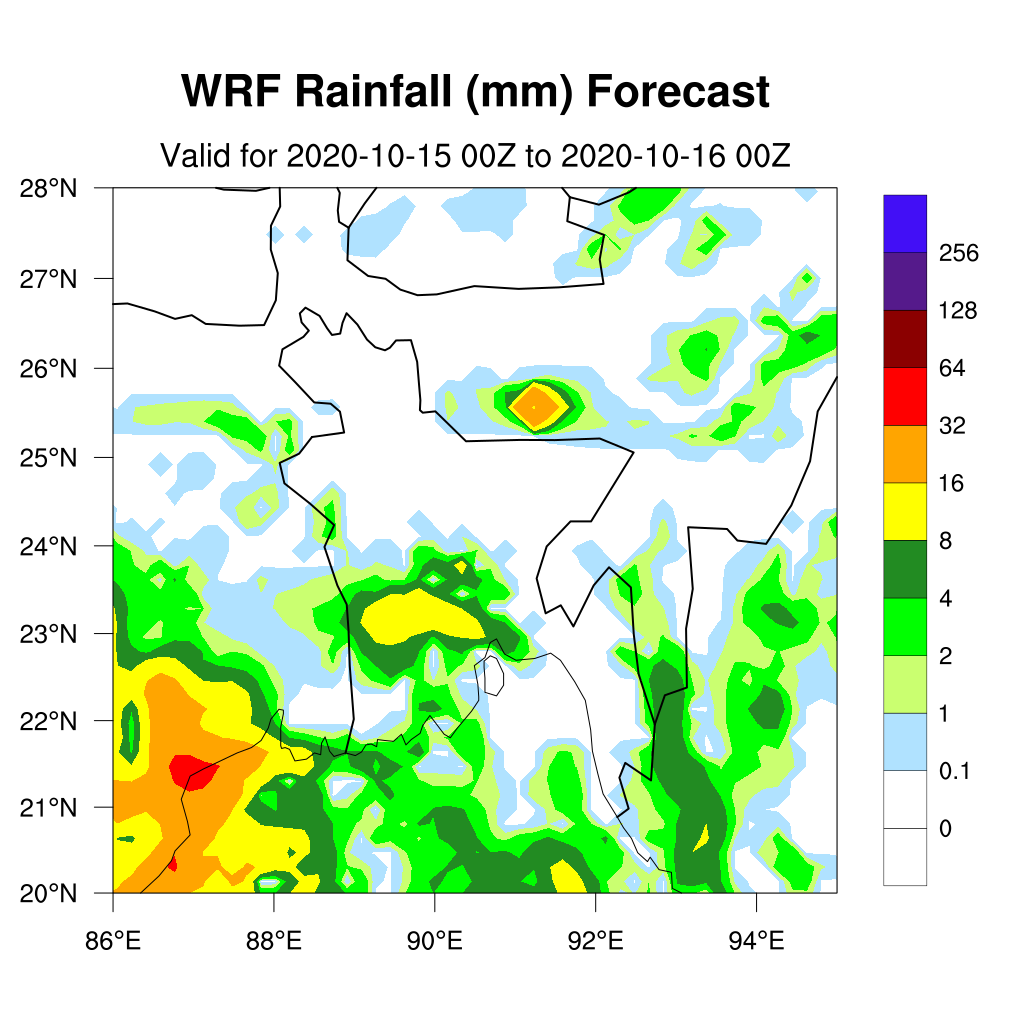 WRF Rainfall (mm) Forecast
Valid for 2020-10-15 00Z to 2020-10-16 00Z
28°N
27°N
26°N
25°N
24°N
23°N
22°N
21°N
20°N
86°E 88°E 90°E 92°E 94°E
256
128
64
32
16
8
4
2
1
0.1
0